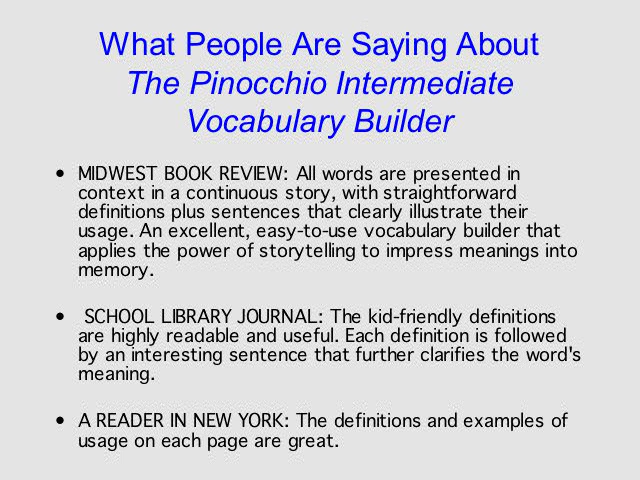 What People Are Saying About
The Pinocchio Intermediate
Vocabulary Builder
• MIDWEST BOOK REVIEW: All words are presented in
context in a continuous story, with straightforward
definitions plus sentences that clearly illustrate their
usage. An excellent, easy-to-use vocabulary builder that
applies the power of storytelling to impress meanings into
memory.
• SCHOOL LIBRARY JOURNAL: The kid-friendly definitions
are highly readable and useful. Each definition is followed
by an interesting sentence that further clarifies the word's
meaning.
• A READER IN NEW YORK: The definitions and examples of
usage on each page are great.